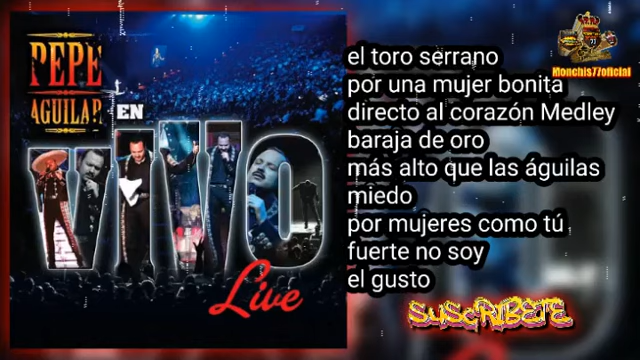 PEPE
AGUILAR
EN
VIVO
Live
el toro serrano
por una mujer bonita
directo al corazón Medley
baraja de oro
más alto que las águilas
miedo
por mujeres como tú
fuerte no soy
el gusto
SUSCRIBETE
Monchis77oficial